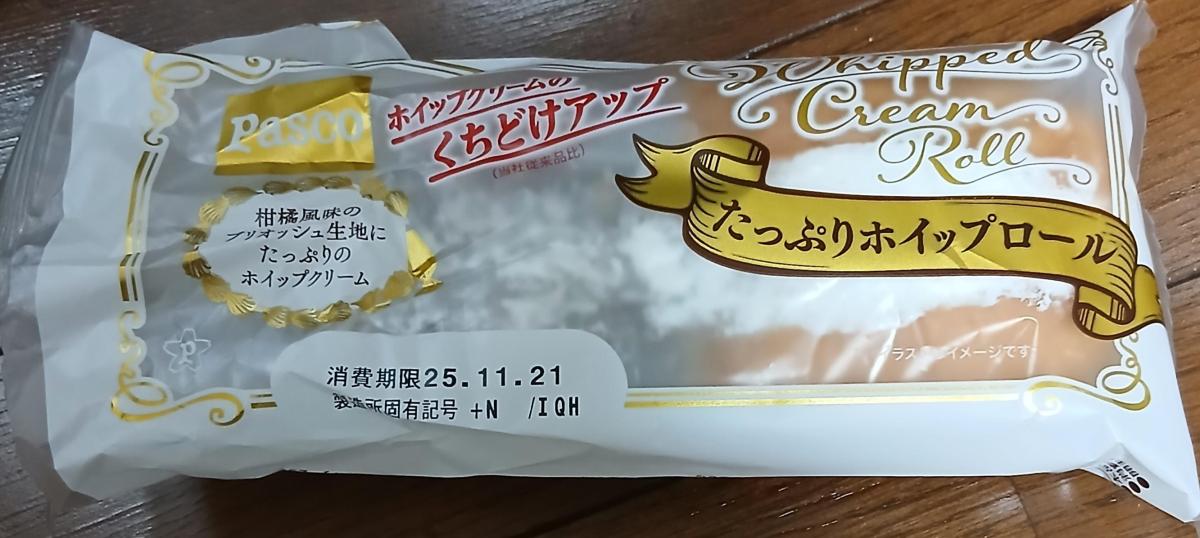 Pasco
ホイップクリームの
くちどけアップ
(当社従来品比)
Whipped
Cream
Roll
たっぷりホイップロール
柑橘風味の
ブリオッシュ生地に
たっぷりの
ホイップクリーム
P
イメージです
消費期限25.11.21
製造所固有記号 +N /IQH